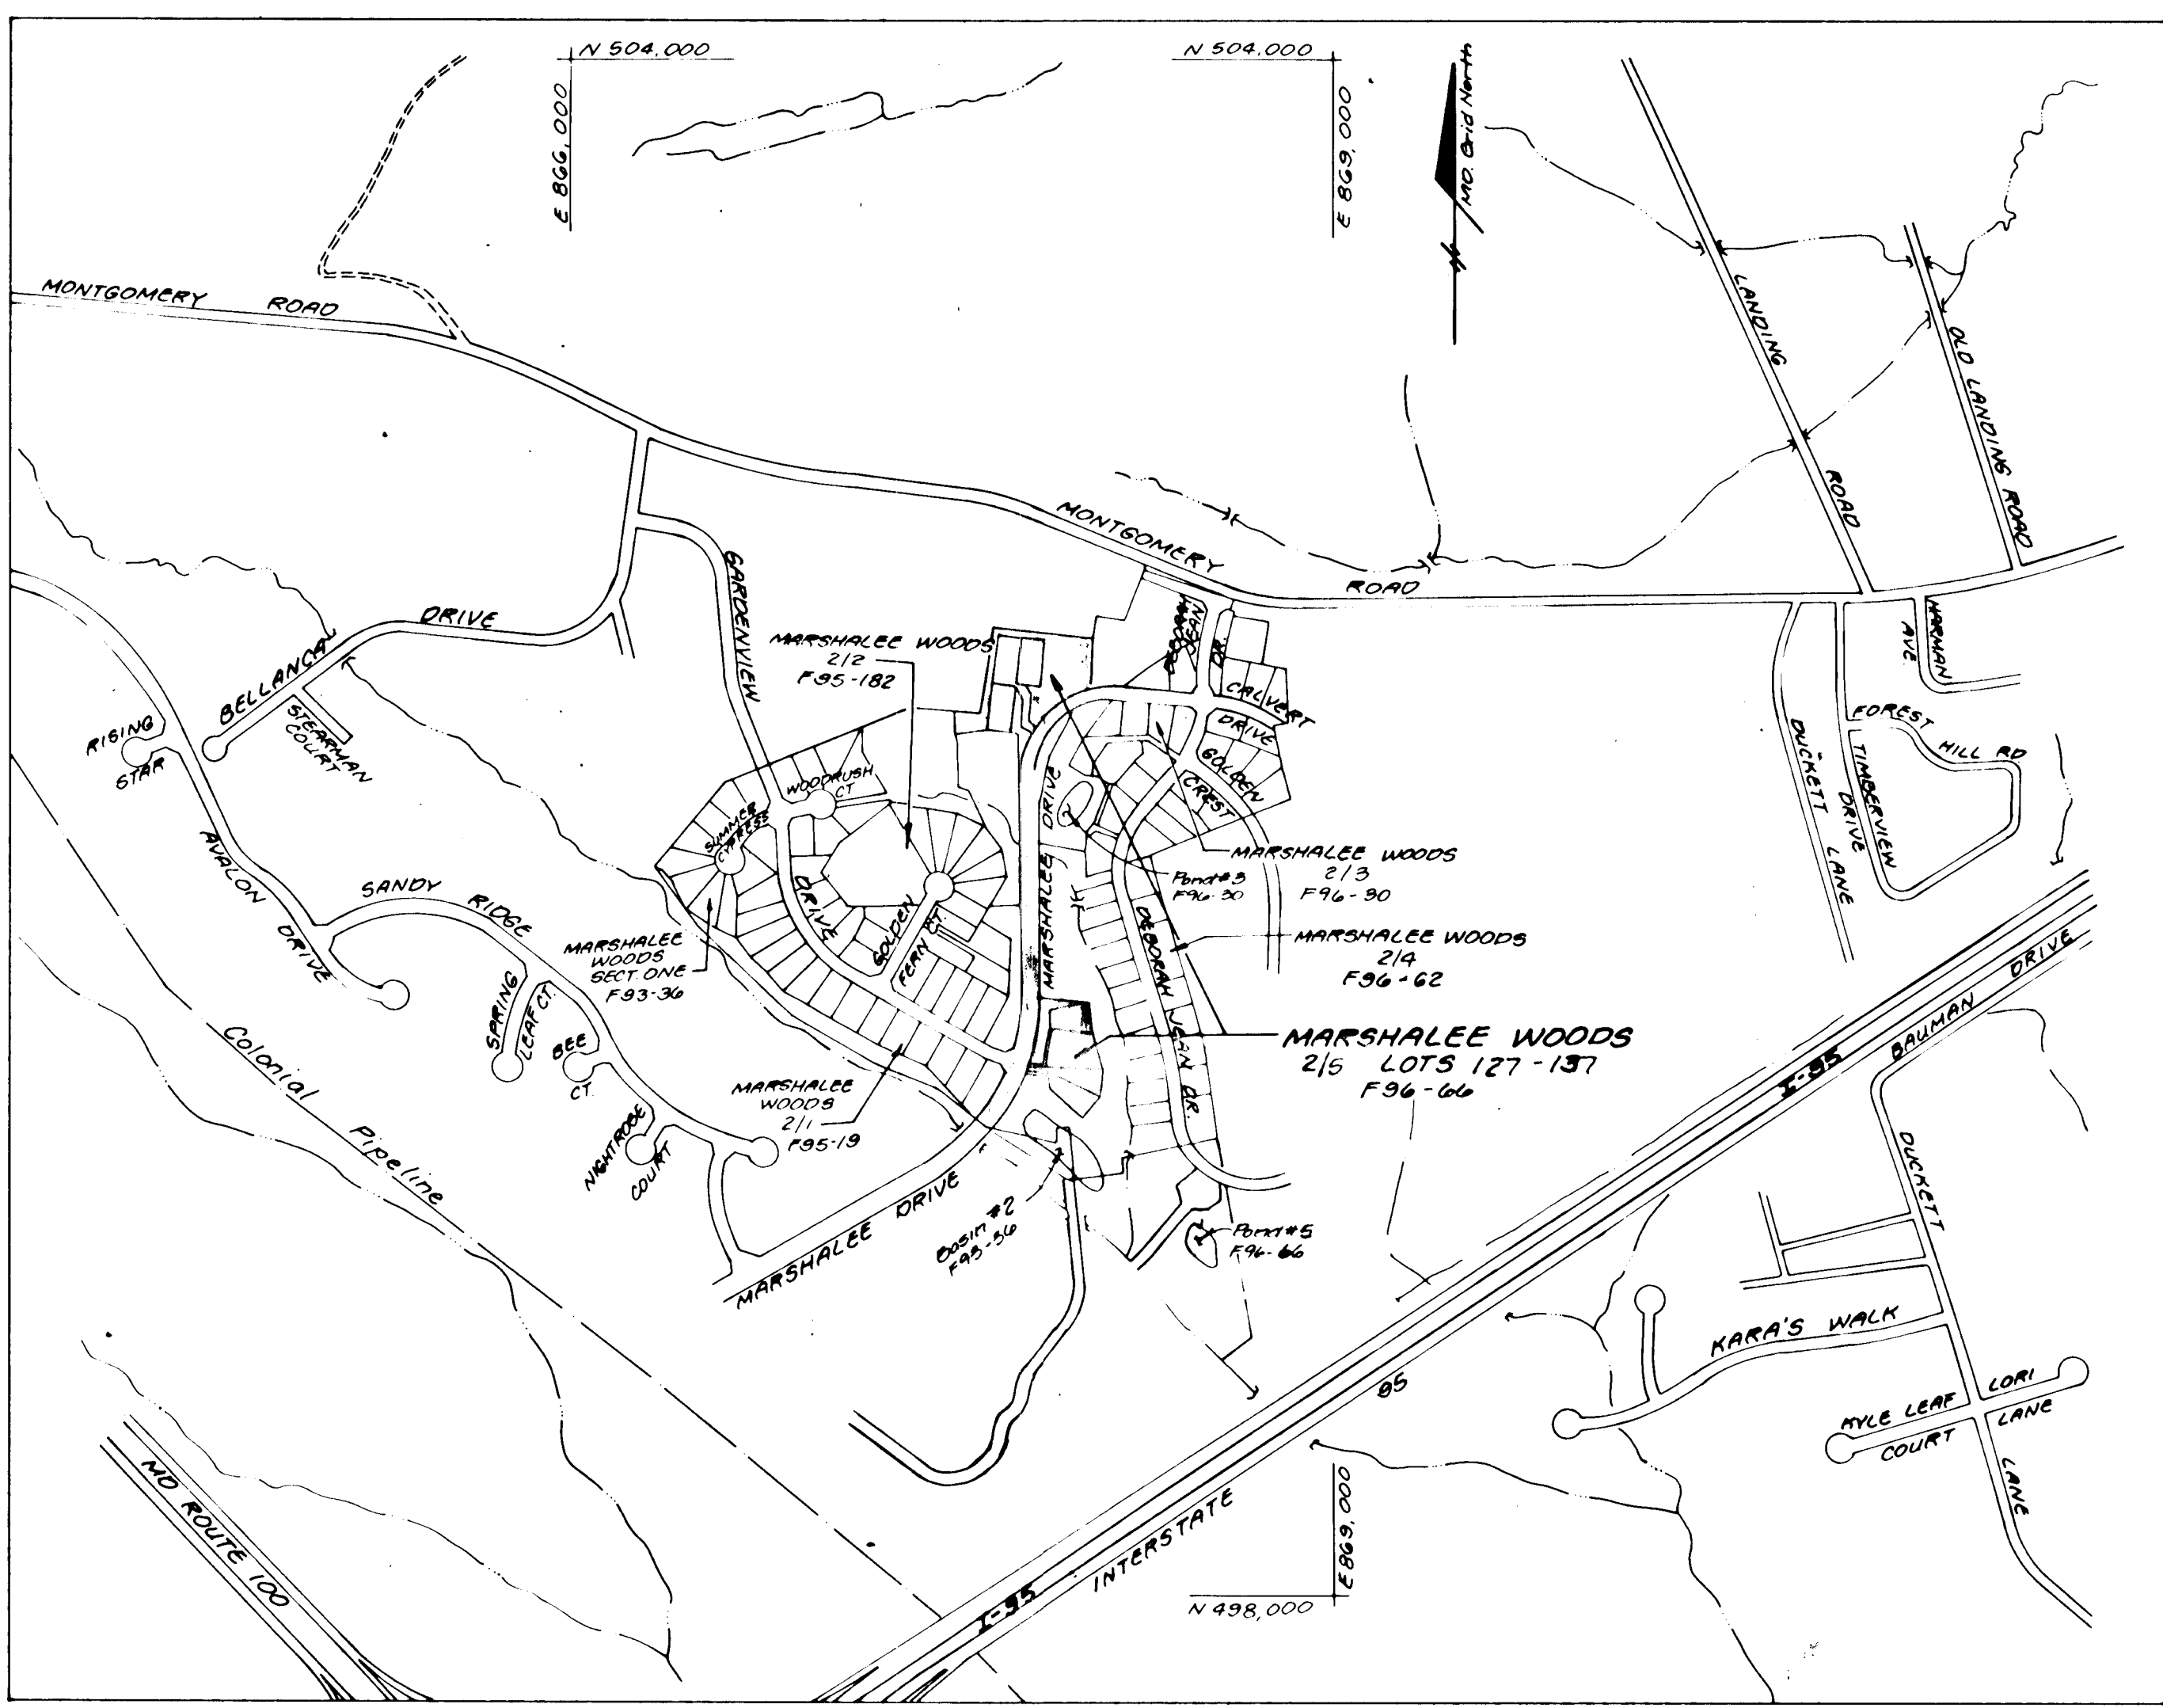 N 504,000
N 504,000
E 866,000
E 869,000
MD. Grid North
MONTGOMERY ROAD
LANDING
ROAD
OLD LANDING ROAD
MONTGOMERY
ROAD
GARDENVIEW
DRIVE
BELLANCA
DRIVE
STEARMAN
COURT
RISING
STAR
AVALON
DRIVE
MARSHALEE WOODS
2/2
F95-182
DEBORAH
JEAN
DR.
CALVERT
DRIVE
GOLDEN
CREST
HARMAN
AVE.
FOREST
HILL RD
TIMBERVIEW
DRIVE
DUCKETT LANE
WOODRUSH
CT
SUMMER
CYPRESS
GOLDEN
FERN CT.
MARSHALEE DRIVE
MARSHALEE WOODS
2/3
F96-30
Pond #3
F96-30
SANDY
RIDGE
MARSHALEE
WOODS
SECT. ONE
F93-36
DEBORAH JEAN DR.
MARSHALEE WOODS
2/4
F96-62
MARSHALEE WOODS
2/5 LOTS 127-137
F96-66
SPRING
LEAF CT.
BEE
CT.
NIGHTROBE
COURT
MARSHALEE
WOODS
2/1
F95-19
Colonial
Pipeline
MARSHALEE DRIVE
Basin #2
F93-36
Pond #5
F96-66
I-95
BAUMAN DRIVE
DUCKETT
LANE
KARA'S WALK
LORI
LANE
KYLE LEAF
COURT
95
INTERSTATE
I-95
MD ROUTE 100
E 869,000
N 498,000